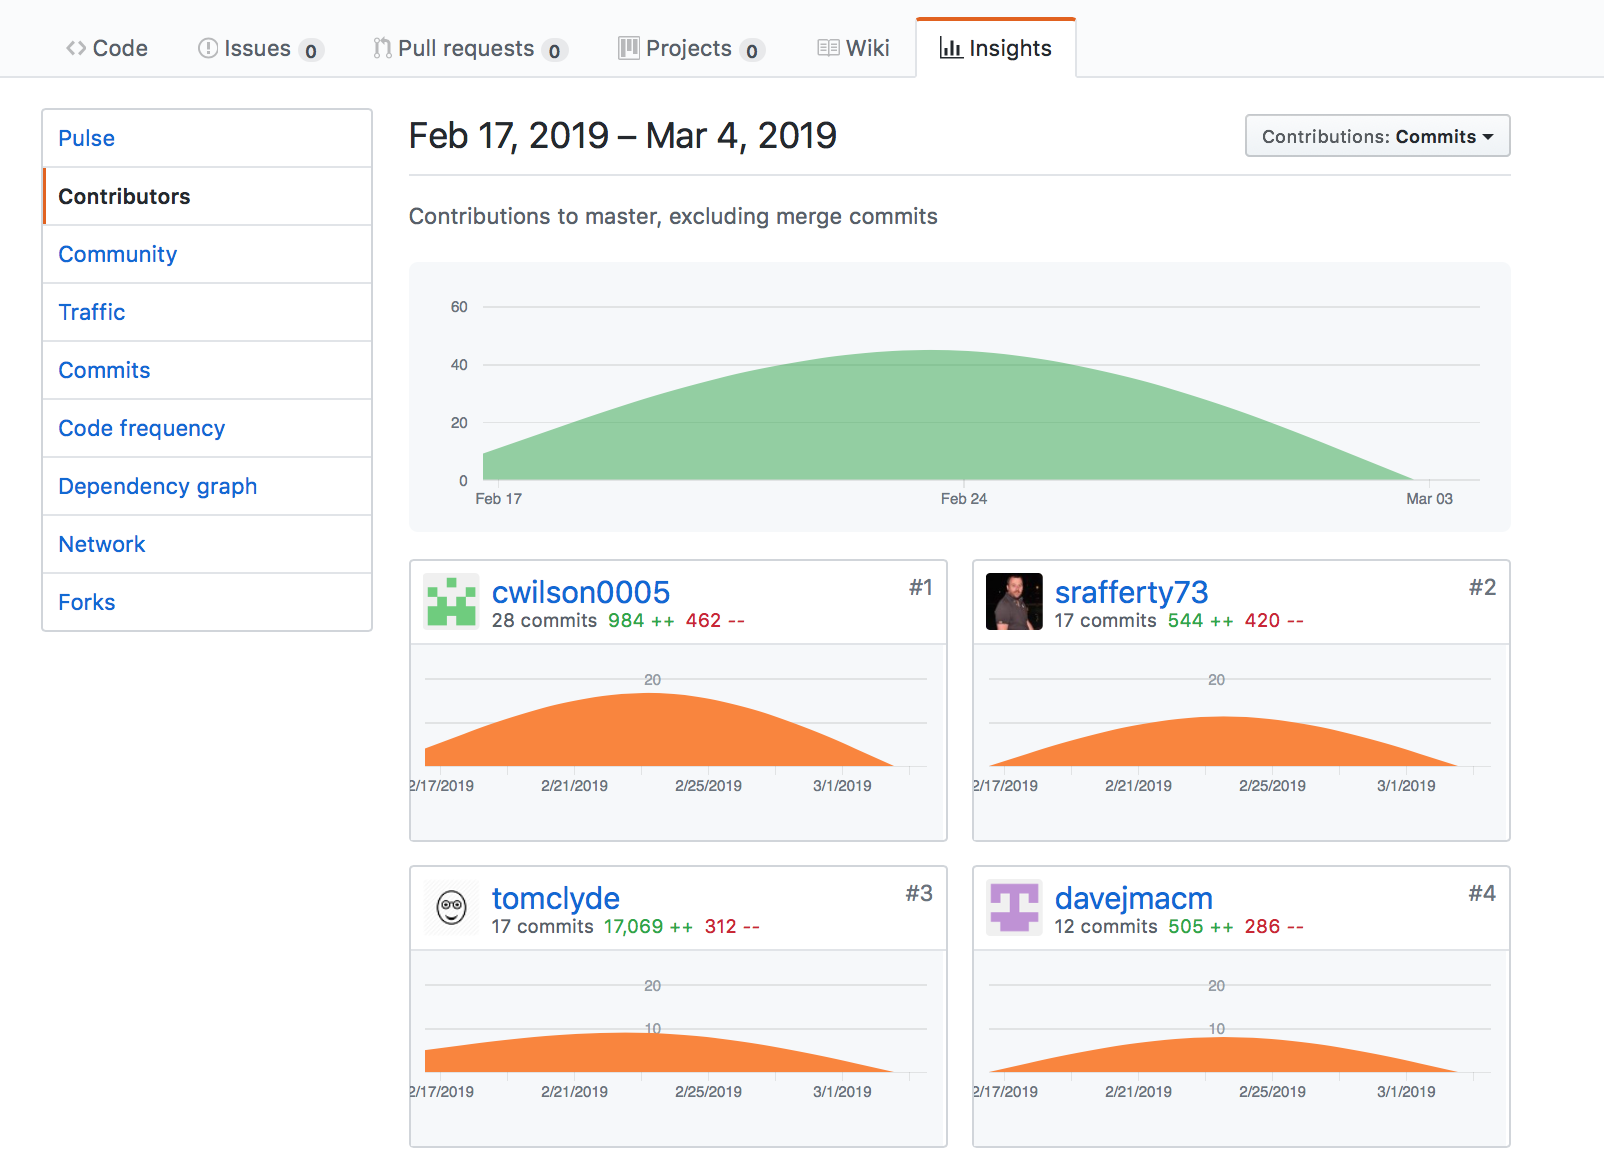 Code Issues 0 Pull requests 0 Projects 0 Wiki Insights
Pulse
Contributors
Community
Traffic
Commits
Code frequency
Dependency graph
Network
Forks
Feb 17, 2019 – Mar 4, 2019
Contributions: Commits
Contributions to master, excluding merge commits
60
40
20
0
Feb 17 Feb 24 Mar 03
cwilson0005 #1
28 commits 984 ++ 462 --
20
2/17/2019 2/21/2019 2/25/2019 3/1/2019
srafferty73 #2
17 commits 544 ++ 420 --
20
2/17/2019 2/21/2019 2/25/2019 3/1/2019
tomclyde #3
17 commits 17,069 ++ 312 --
20
10
2/17/2019 2/21/2019 2/25/2019 3/1/2019
davejmacm #4
12 commits 505 ++ 286 --
20
10
2/17/2019 2/21/2019 2/25/2019 3/1/2019